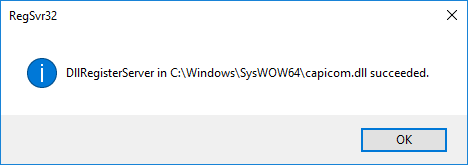 RegSvr32
DllRegisterServer in C:\Windows\SysWOW64\capicom.dll succeeded.
OK